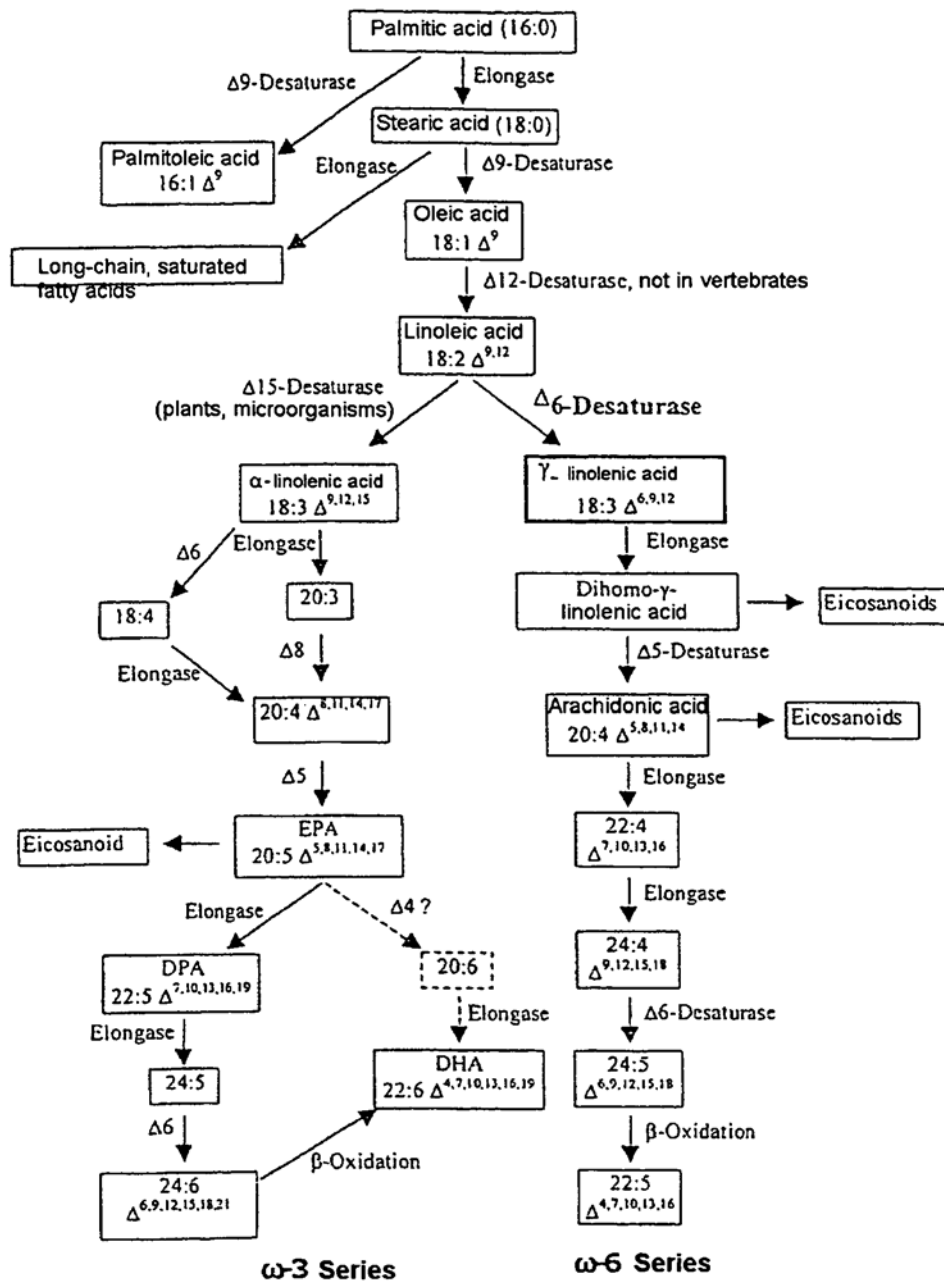 Palmitic acid (16:0)
Δ9-Desaturase
Elongase
Stearic acid (18:0)
Palmitoleic acid
16:1 Δ⁹
Elongase
Δ9-Desaturase
Oleic acid
18:1 Δ⁹
Long-chain, saturated
fatty acids
Δ12-Desaturase, not in vertebrates
Linoleic acid
18:2 Δ⁹,¹²
Δ15-Desaturase
(plants, microorganisms)
Δ6-Desaturase
α-linolenic acid
18:3 Δ⁹,¹²,¹⁵
γ- linolenic acid
18:3 Δ⁶,⁹,¹²
Δ6
Elongase
Elongase
18:4
20:3
Dihomo-γ-
linolenic acid
Eicosanoids
Elongase
Δ8
Δ5-Desaturase
20:4 Δ⁸,¹¹,¹⁴,¹⁷
Arachidonic acid
20:4 Δ⁵,⁸,¹¹,¹⁴
Eicosanoids
Δ5
Elongase
Eicosanoid
EPA
20:5 Δ⁵,⁸,¹¹,¹⁴,¹⁷
22:4
Δ⁷,¹⁰,¹³,¹⁶
Elongase
Δ4 ?
Elongase
DPA
22:5 Δ⁷,¹⁰,¹³,¹⁶,¹⁹
20:6
24:4
Δ⁹,¹²,¹⁵,¹⁸
Elongase
Elongase
Δ6-Desaturase
24:5
DHA
22:6 Δ⁴,⁷,¹⁰,¹³,¹⁶,¹⁹
24:5
Δ⁶,⁹,¹²,¹⁵,¹⁸
Δ6
β-Oxidation
β-Oxidation
24:6
Δ⁶,⁹,¹²,¹⁵,¹⁸,²¹
22:5
Δ⁴,⁷,¹⁰,¹³,¹⁶
ω-3 Series
ω-6 Series